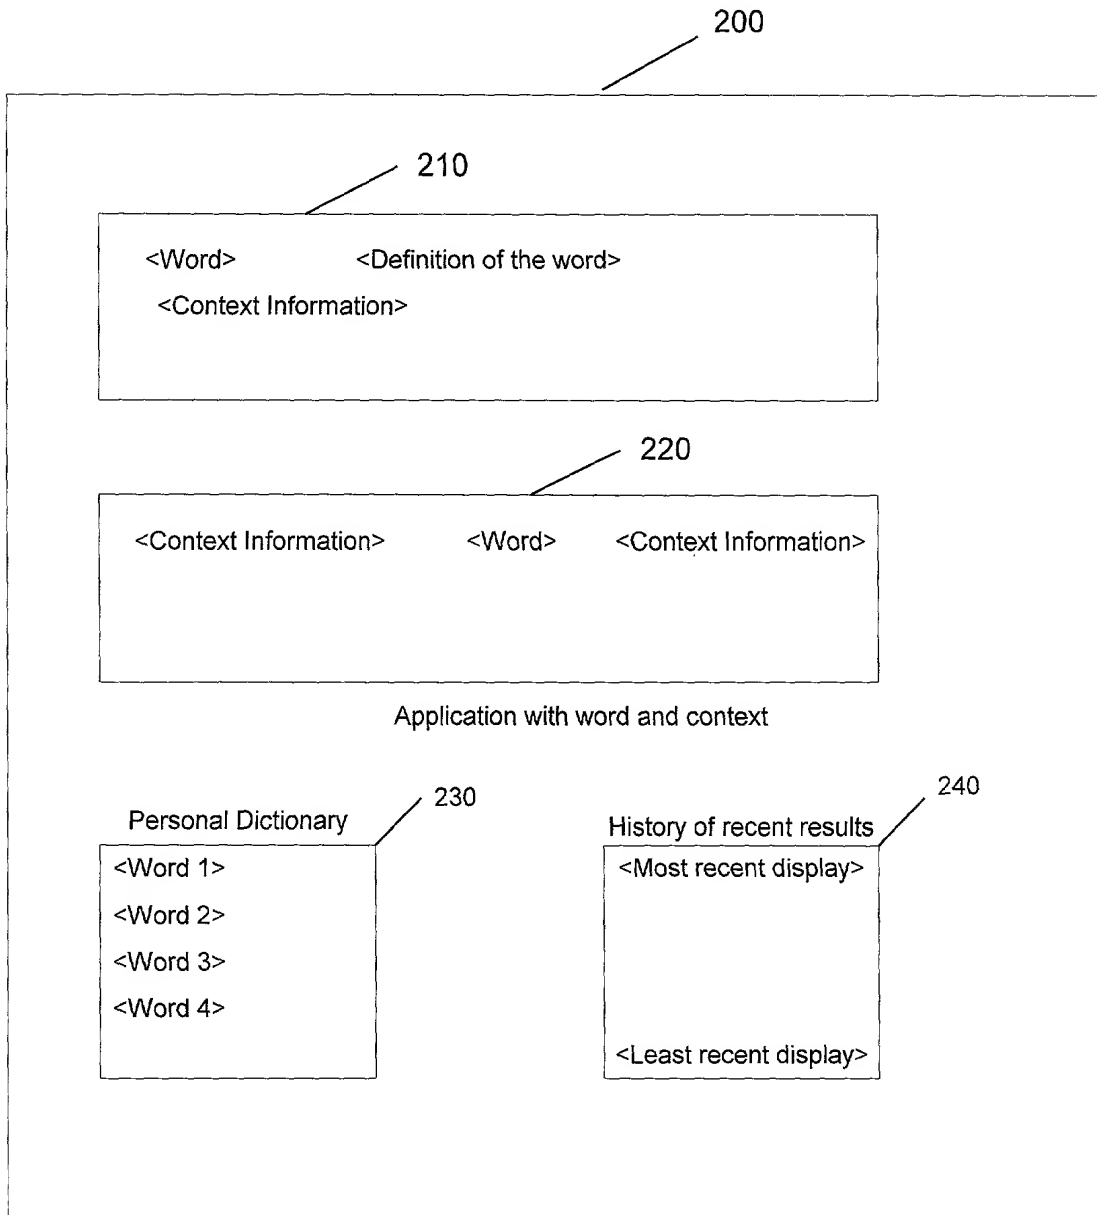 200
210
<Word> <Definition of the word>
<Context Information>
220
<Context Information> <Word> <Context Information>
Application with word and context
230
Personal Dictionary
<Word 1>
<Word 2>
<Word 3>
<Word 4>
240
History of recent results
<Most recent display>
<Least recent display>